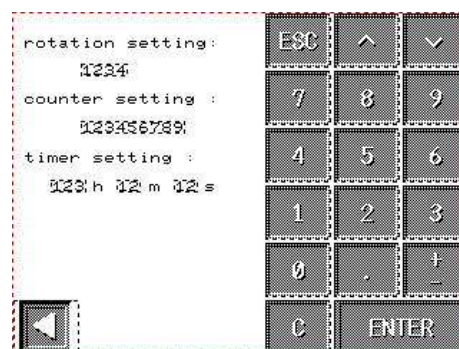 rotation setting:
1234
counter setting :
123456789
timer setting :
123 h 12 m 12 s
ESC ^ v
7 8 9
4 5 6
1 2 3
0 . +
-
C ENTER